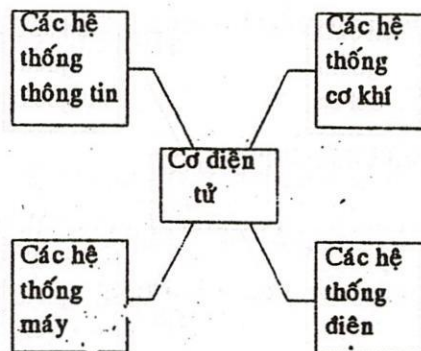 Các hệ
thống
thông tin
Các hệ
thống
cơ khí
Cơ điện
tử
Các hệ
thống
máy
Các hệ
thống
điên